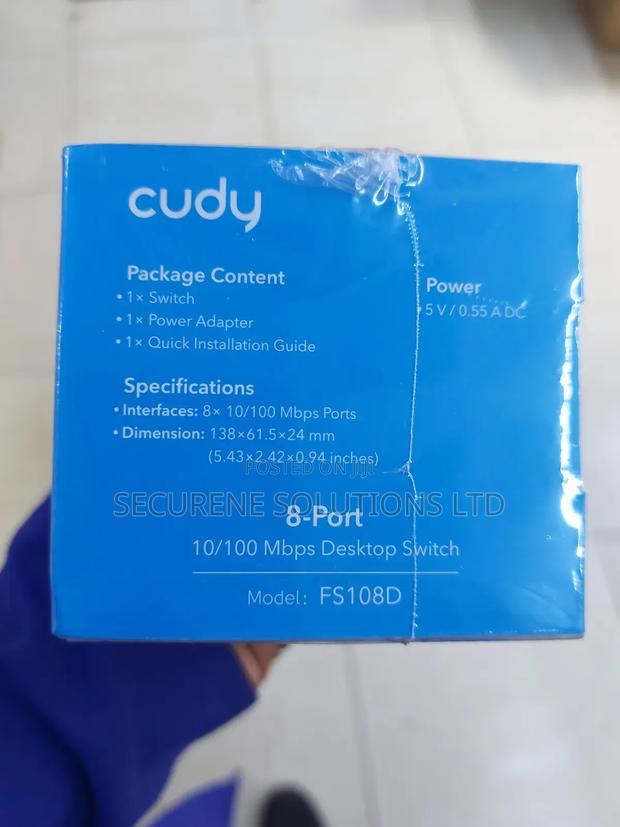 cudy
Package Content
• 1× Switch
• 1× Power Adapter
• 1× Quick Installation Guide
Power
5 V / 0.55 A DC
Specifications
• Interfaces: 8× 10/100 Mbps Ports
• Dimension: 138×61.5×24 mm
(5.43×2.42×0.94 inches)
POSTED ON JIJI
SECURENE SOLUTIONS LTD
8-Port
10/100 Mbps Desktop Switch
Model: FS108D